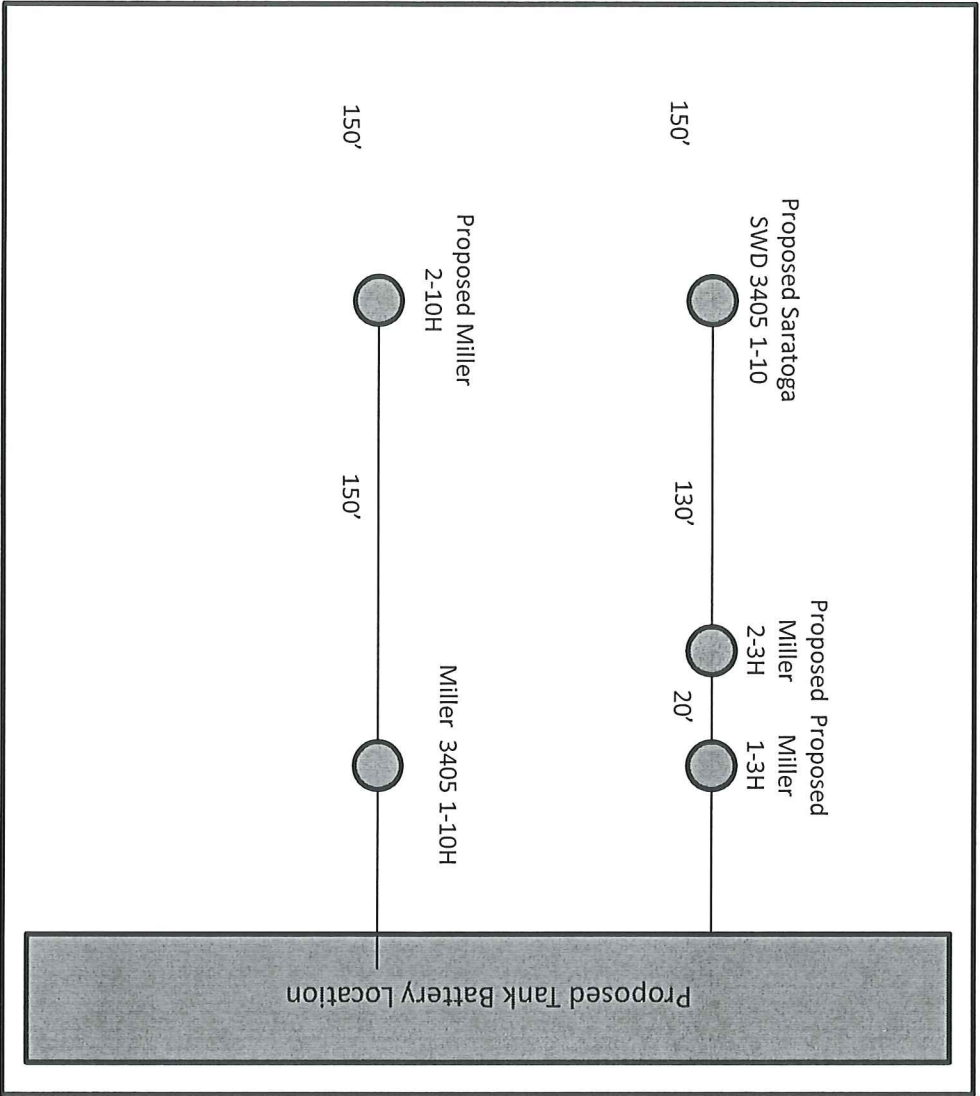 Proposed Saratoga
SWD 3405 1-10
Proposed Proposed
Miller Miller
2-3H 1-3H
150’
130’
20’
Proposed Miller
2-10H
Miller 3405 1-10H
150’
150’
Proposed Tank Battery Location